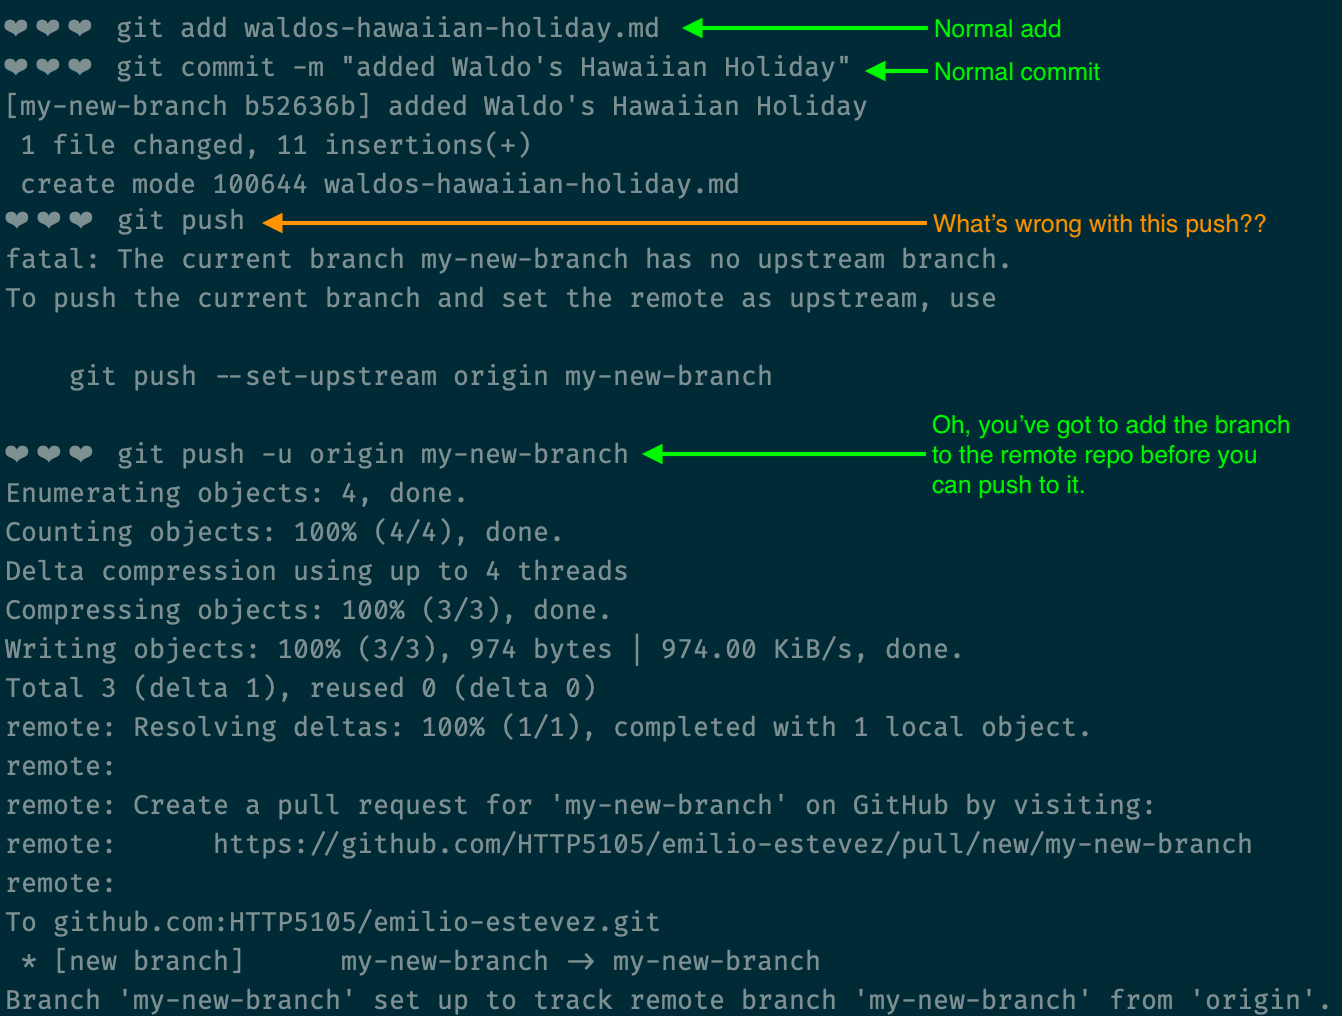 ❤❤❤ git add waldos-hawaiian-holiday.md Normal add
❤❤❤ git commit -m "added Waldo's Hawaiian Holiday" Normal commit
[my-new-branch b52636b] added Waldo's Hawaiian Holiday
1 file changed, 11 insertions(+)
create mode 100644 waldos-hawaiian-holiday.md
❤❤❤ git push What's wrong with this push??
fatal: The current branch my-new-branch has no upstream branch.
To push the current branch and set the remote as upstream, use
git push --set-upstream origin my-new-branch
❤❤❤ git push -u origin my-new-branch
Oh, you've got to add the branch
to the remote repo before you
can push to it.
Enumerating objects: 4, done.
Counting objects: 100% (4/4), done.
Delta compression using up to 4 threads
Compressing objects: 100% (3/3), done.
Writing objects: 100% (3/3), 974 bytes | 974.00 KiB/s, done.
Total 3 (delta 1), reused 0 (delta 0)
remote: Resolving deltas: 100% (1/1), completed with 1 local object.
remote:
remote: Create a pull request for 'my-new-branch' on GitHub by visiting:
remote: https://github.com/HTTP5105/emilio-estevez/pull/new/my-new-branch
remote:
To github.com:HTTP5105/emilio-estevez.git
* [new branch] my-new-branch -> my-new-branch
Branch 'my-new-branch' set up to track remote branch 'my-new-branch' from 'origin'.